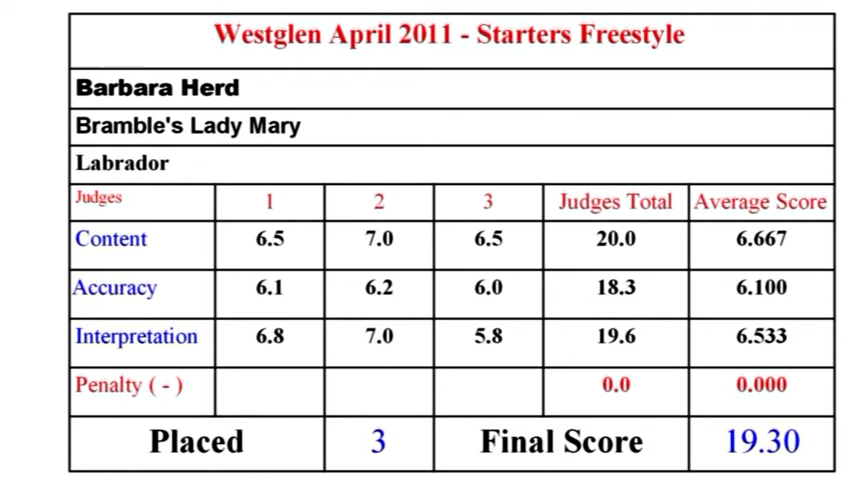 Westglen April 2011 - Starters Freestyle
Barbara Herd
Bramble's Lady Mary
Labrador
Judges 1 2 3 Judges Total Average Score
Content 6.5 7.0 6.5 20.0 6.667
Accuracy 6.1 6.2 6.0 18.3 6.100
Interpretation 6.8 7.0 5.8 19.6 6.533
Penalty ( - ) 0.0 0.000
Placed 3 Final Score 19.30